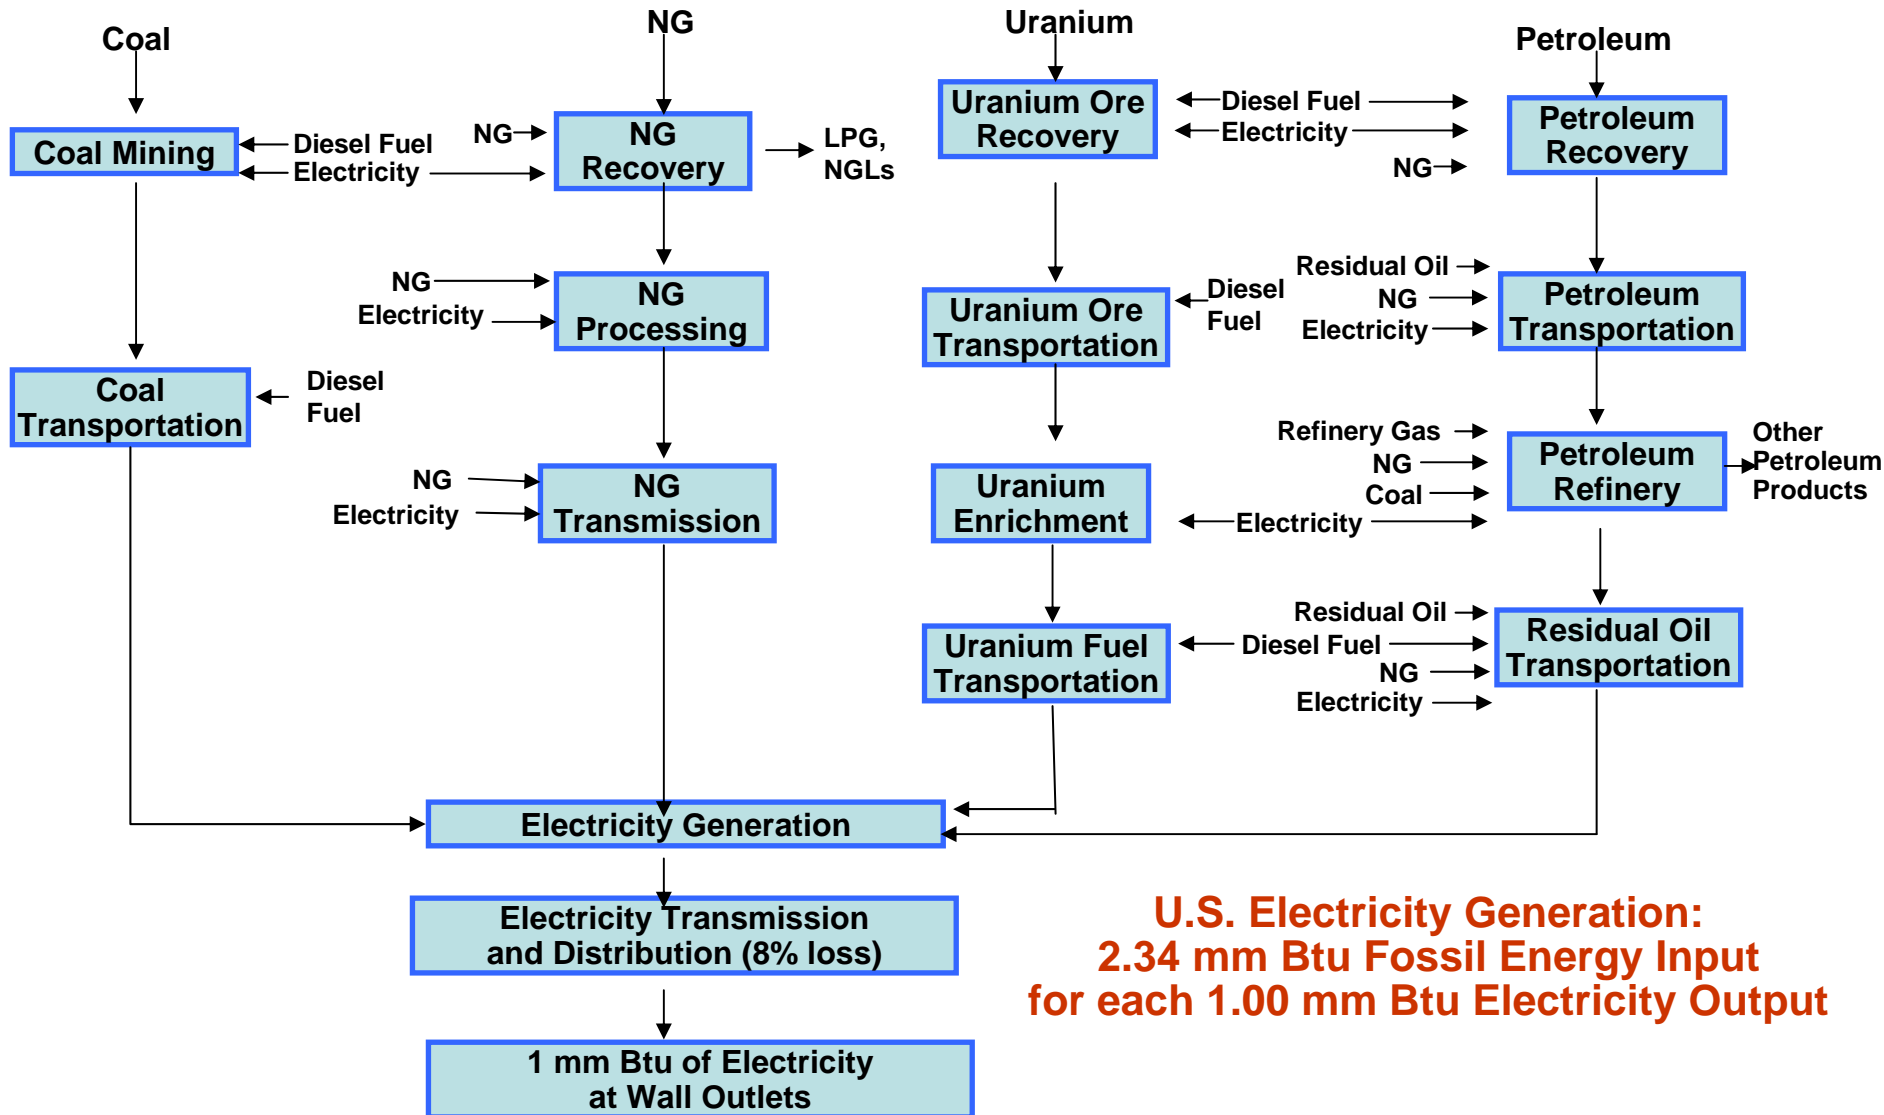 Coal
NG
Uranium
Petroleum
Coal Mining
Diesel Fuel
Electricity
NG
NG
Recovery
LPG,
NGLs
Uranium Ore
Recovery
Diesel Fuel
Electricity
NG
Petroleum
Recovery
NG
Electricity
NG
Processing
Uranium Ore
Transportation
Diesel
Fuel
Residual Oil
NG
Electricity
Petroleum
Transportation
Coal
Transportation
Diesel
Fuel
NG
Electricity
NG
Transmission
Uranium
Enrichment
Refinery Gas
NG
Coal
Electricity
Petroleum
Refinery
Other
Petroleum
Products
Uranium Fuel
Transportation
Residual Oil
Diesel Fuel
NG
Electricity
Residual Oil
Transportation
Electricity Generation
Electricity Transmission
and Distribution (8% loss)
1 mm Btu of Electricity
at Wall Outlets
U.S. Electricity Generation:
2.34 mm Btu Fossil Energy Input
for each 1.00 mm Btu Electricity Output